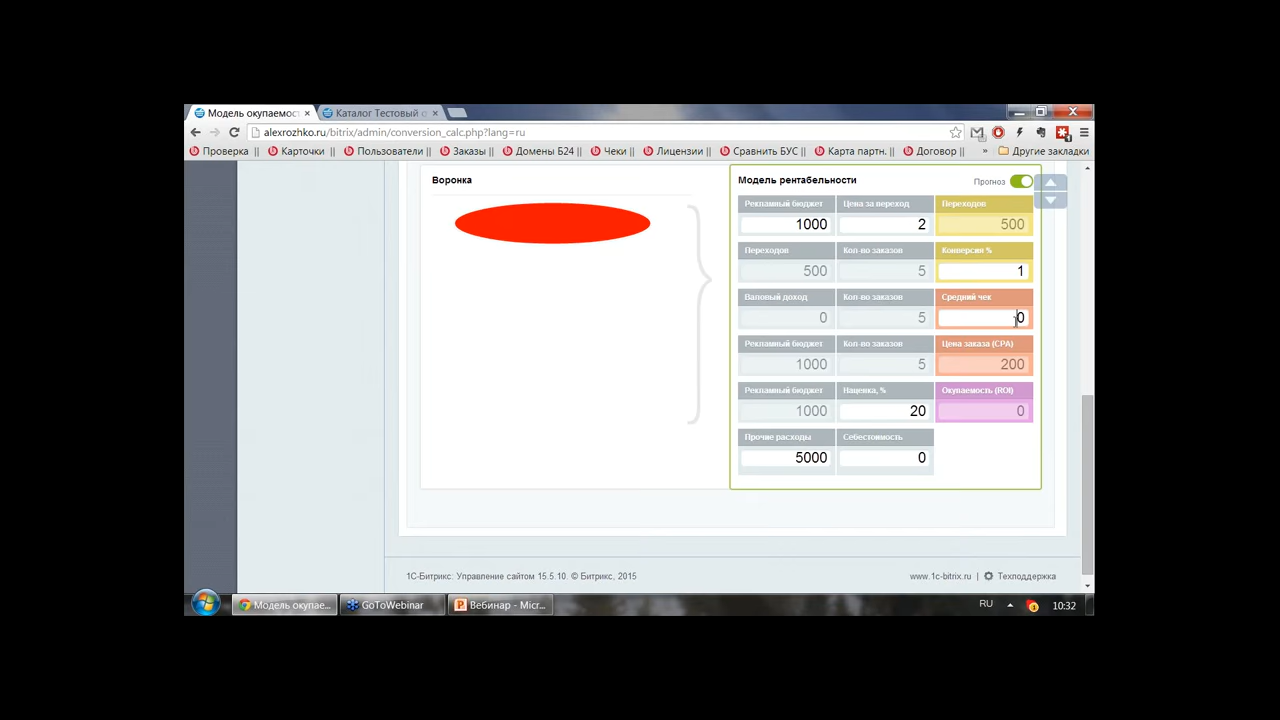 Модель окупаемост
Каталог Тестовый
alexrozhko.ru/bitrix/admin/conversion_calc.php?lang=ru
Проверка || Карточки || Пользователи || Заказы || Домены Б24 || Чеки || Лицензии || Сравнить БУС || Карта партн. || Договор || » Другие закладки
Воронка
Модель рентабельности
Прогноз
Рекламный бюджет Цена за переход Переходов
1000 2 500
Переходов Кол-во заказов Конверсия %
500 5 1
Валовый доход Кол-во заказов Средний чек
0 5 0
Рекламный бюджет Кол-во заказов Цена заказа (CPA)
1000 5 200
Рекламный бюджет Наценка, % Окупаемость (ROI)
1000 20 0
Прочие расходы Себестоимость
5000 0
1С-Битрикс: Управление сайтом 15.5.10. © Битрикс, 2015
www.1c-bitrix.ru | Техподдержка
Модель окупае...
GoToWebinar
Вебинар - Micr...
RU
10:32